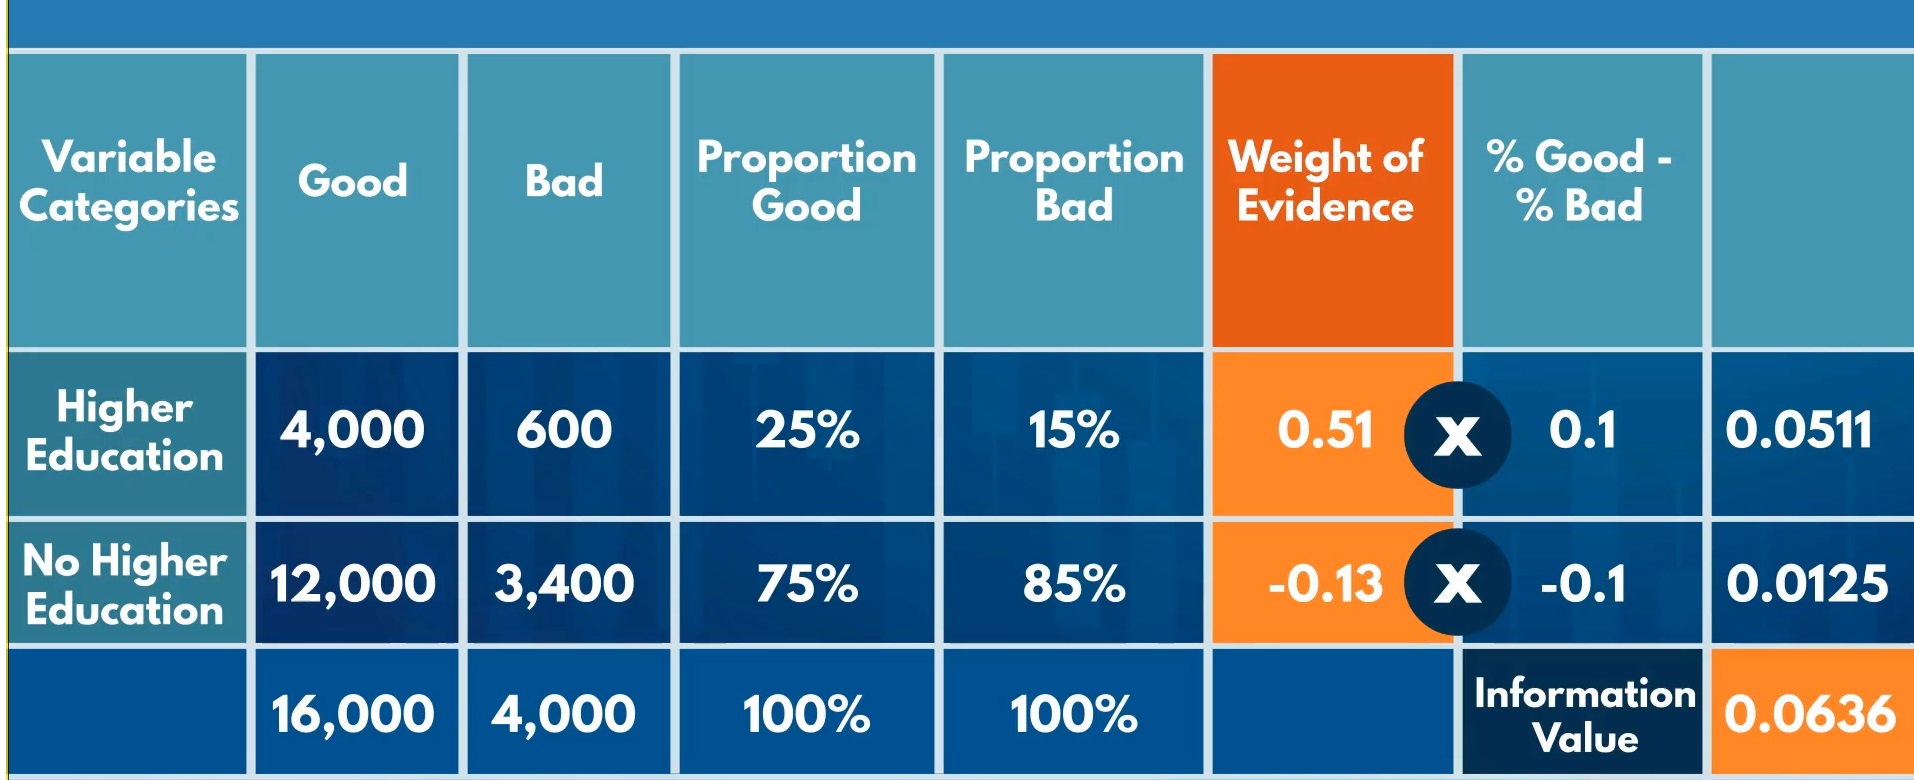 Variable
Categories
Good
Bad
Proportion
Good
Proportion
Bad
Weight of
Evidence
% Good -
% Bad
Higher
Education
4,000
600
25%
15%
0.51
x
0.1
0.0511
No Higher
Education
12,000
3,400
75%
85%
-0.13
x
-0.1
0.0125
16,000
4,000
100%
100%
Information
Value
0.0636